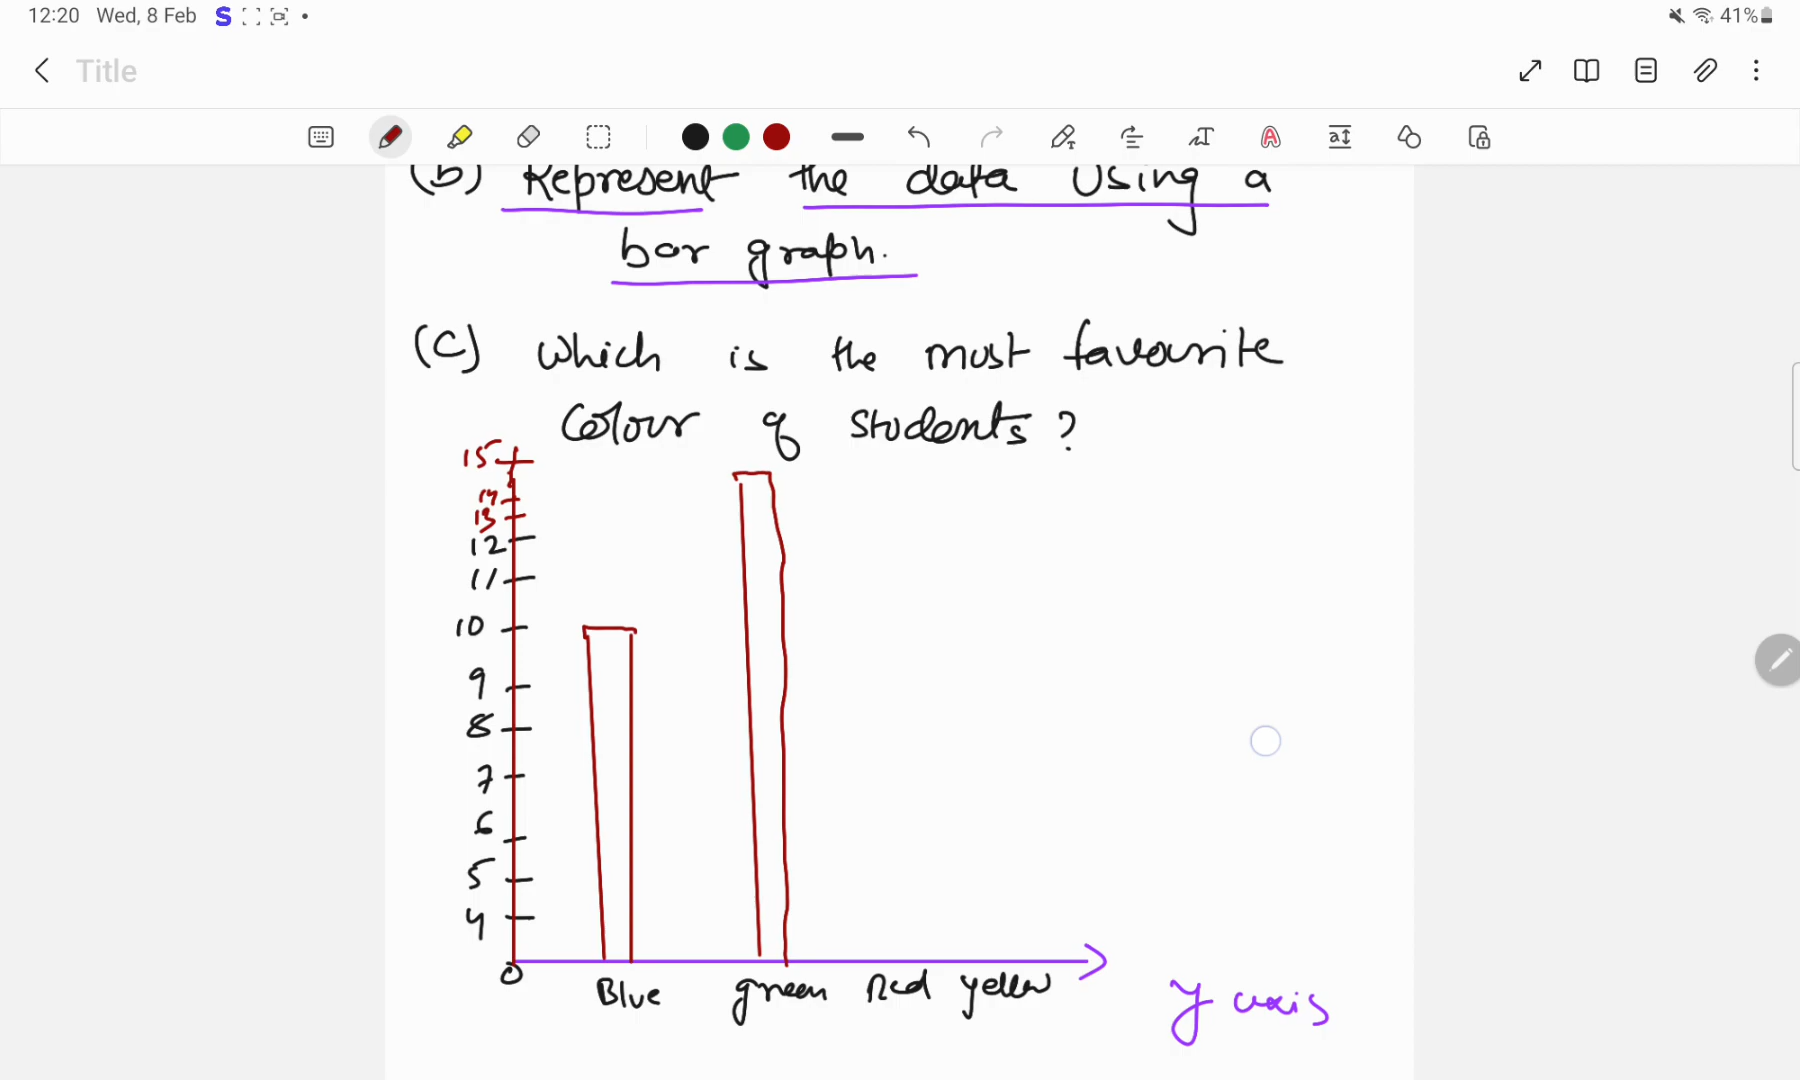 12:20 Wed, 8 Feb
41%
Title
(b) Represent the data Using a
bar graph.
(C) which is the most favourite
Colour of students ?
15
14
13
12
11
10
9
8
7
6
5
4
0
Blue green Red yellow
y axis